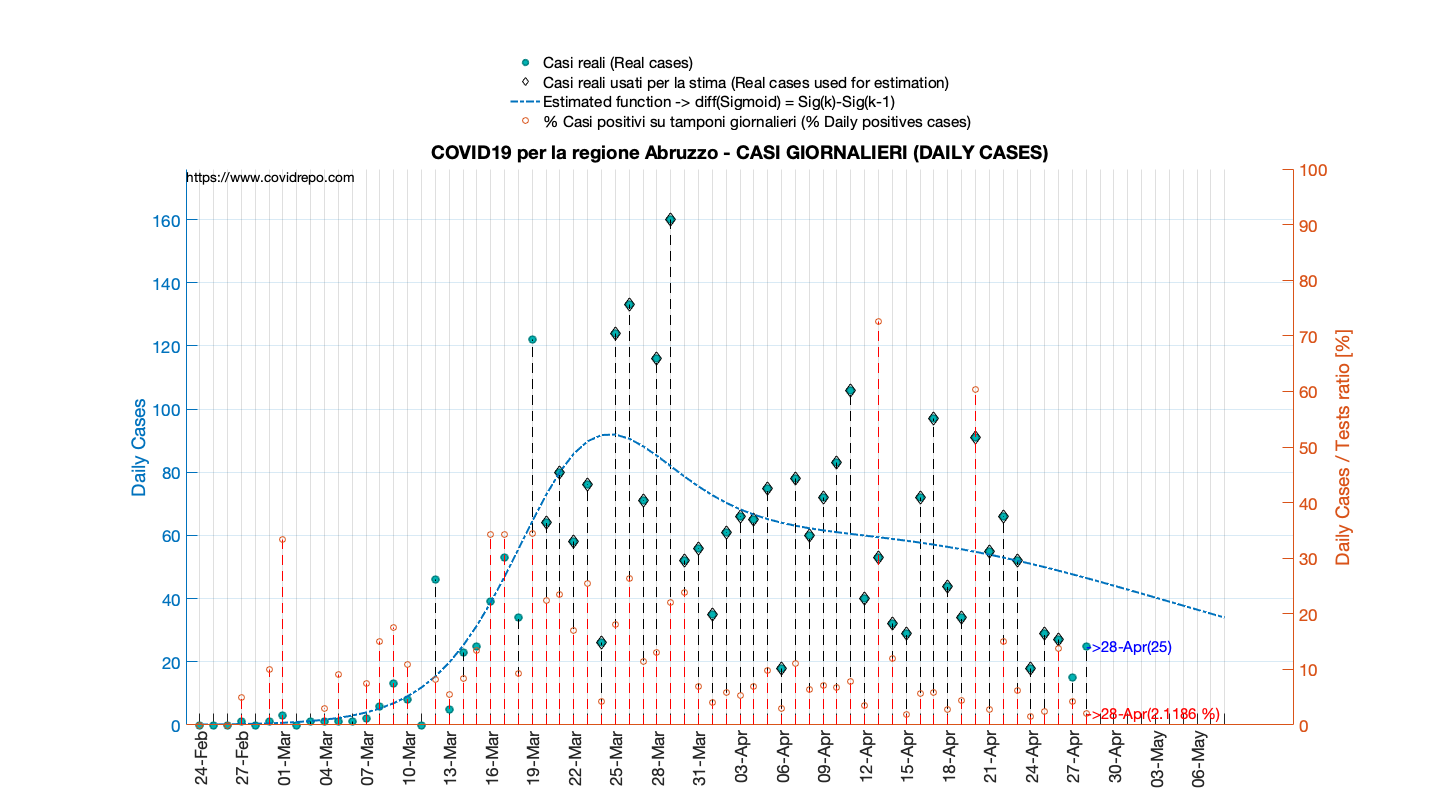 Casi reali (Real cases)
Casi reali usati per la stima (Real cases used for estimation)
Estimated function -> diff(Sigmoid) = Sig(k)-Sig(k-1)
% Casi positivi su tamponi giornalieri (% Daily positives cases)
COVID19 per la regione Abruzzo - CASI GIORNALIERI (DAILY CASES)
https://www.covidrepo.com
Daily Cases
160
140
120
100
80
60
40
20
0
100
90
80
70
60
50
40
30
20
10
0
Daily Cases / Tests ratio [%]
->28-Apr(25)
->28-Apr(2.1186 %)
24-Feb
27-Feb
01-Mar
04-Mar
07-Mar
10-Mar
13-Mar
16-Mar
19-Mar
22-Mar
25-Mar
28-Mar
31-Mar
03-Apr
06-Apr
09-Apr
12-Apr
15-Apr
18-Apr
21-Apr
24-Apr
27-Apr
30-Apr
03-May
06-May